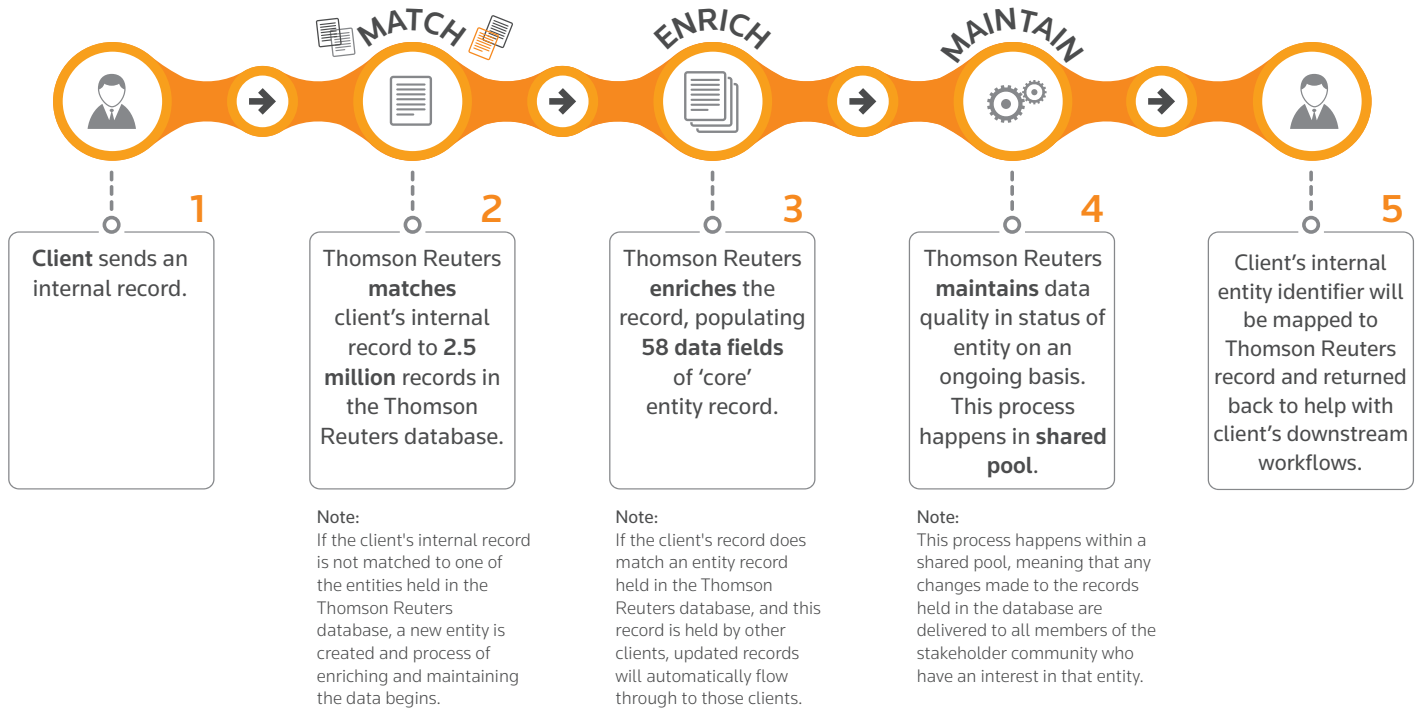 MATCH
ENRICH
MAINTAIN
1
Client sends an
internal record.
2
Thomson Reuters
matches
client's internal
record to 2.5
million records in
the Thomson
Reuters database.
Note:
If the client's internal record
is not matched to one of
the entities held in the
Thomson Reuters
database, a new entity is
created and process of
enriching and maintaining
the data begins.
3
Thomson Reuters
enriches the
record, populating
58 data fields
of ‘core’
entity record.
Note:
If the client's record does
match an entity record
held in the Thomson
Reuters database, and this
record is held by other
clients, updated records
will automatically flow
through to those clients.
4
Thomson Reuters
maintains data
quality in status of
entity on an
ongoing basis.
This process
happens in shared
pool.
Note:
This process happens within a
shared pool, meaning that any
changes made to the records
held in the database are
delivered to all members of the
stakeholder community who
have an interest in that entity.
5
Client's internal
entity identifier will
be mapped to
Thomson Reuters
record and returned
back to help with
client's downstream
workflows.